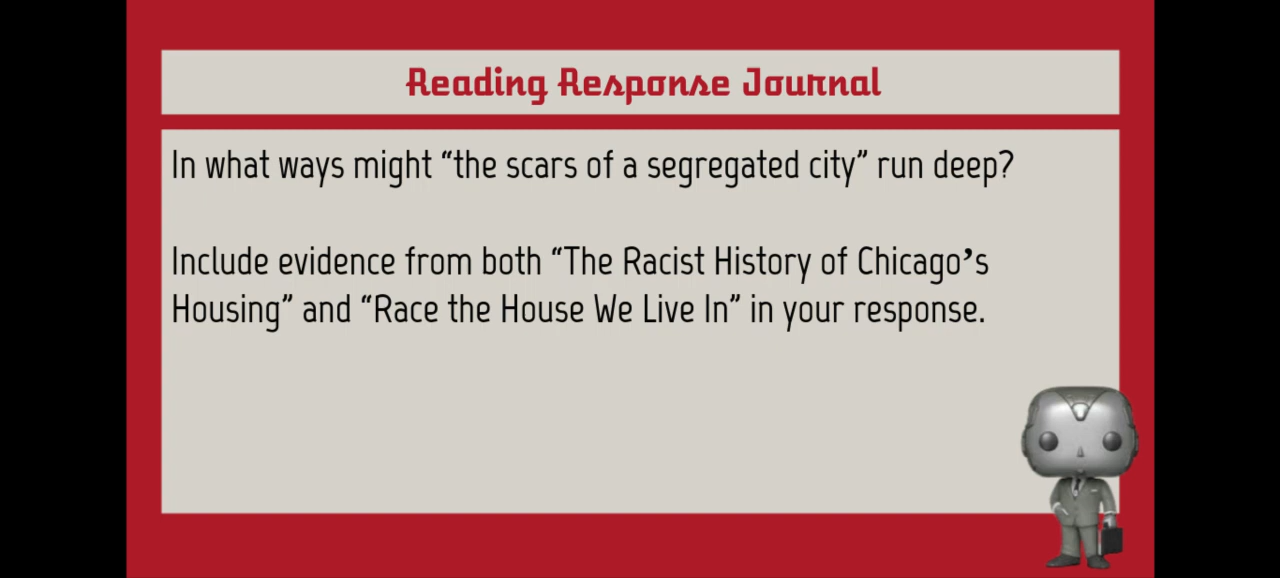 Reading Response Journal
In what ways might “the scars of a segregated city” run deep?
Include evidence from both “The Racist History of Chicago’s
Housing” and “Race the House We Live In” in your response.